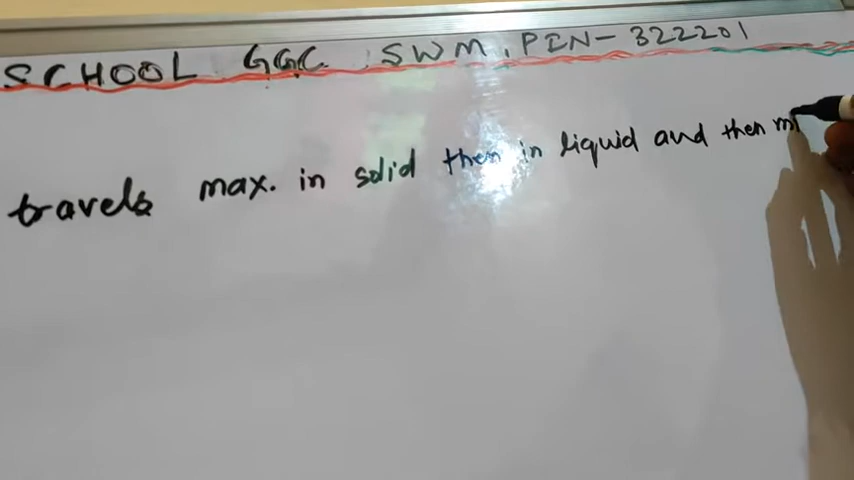 SCHOOL GGC SWM, PIN-322201
travels max. in solid then in liquid and then